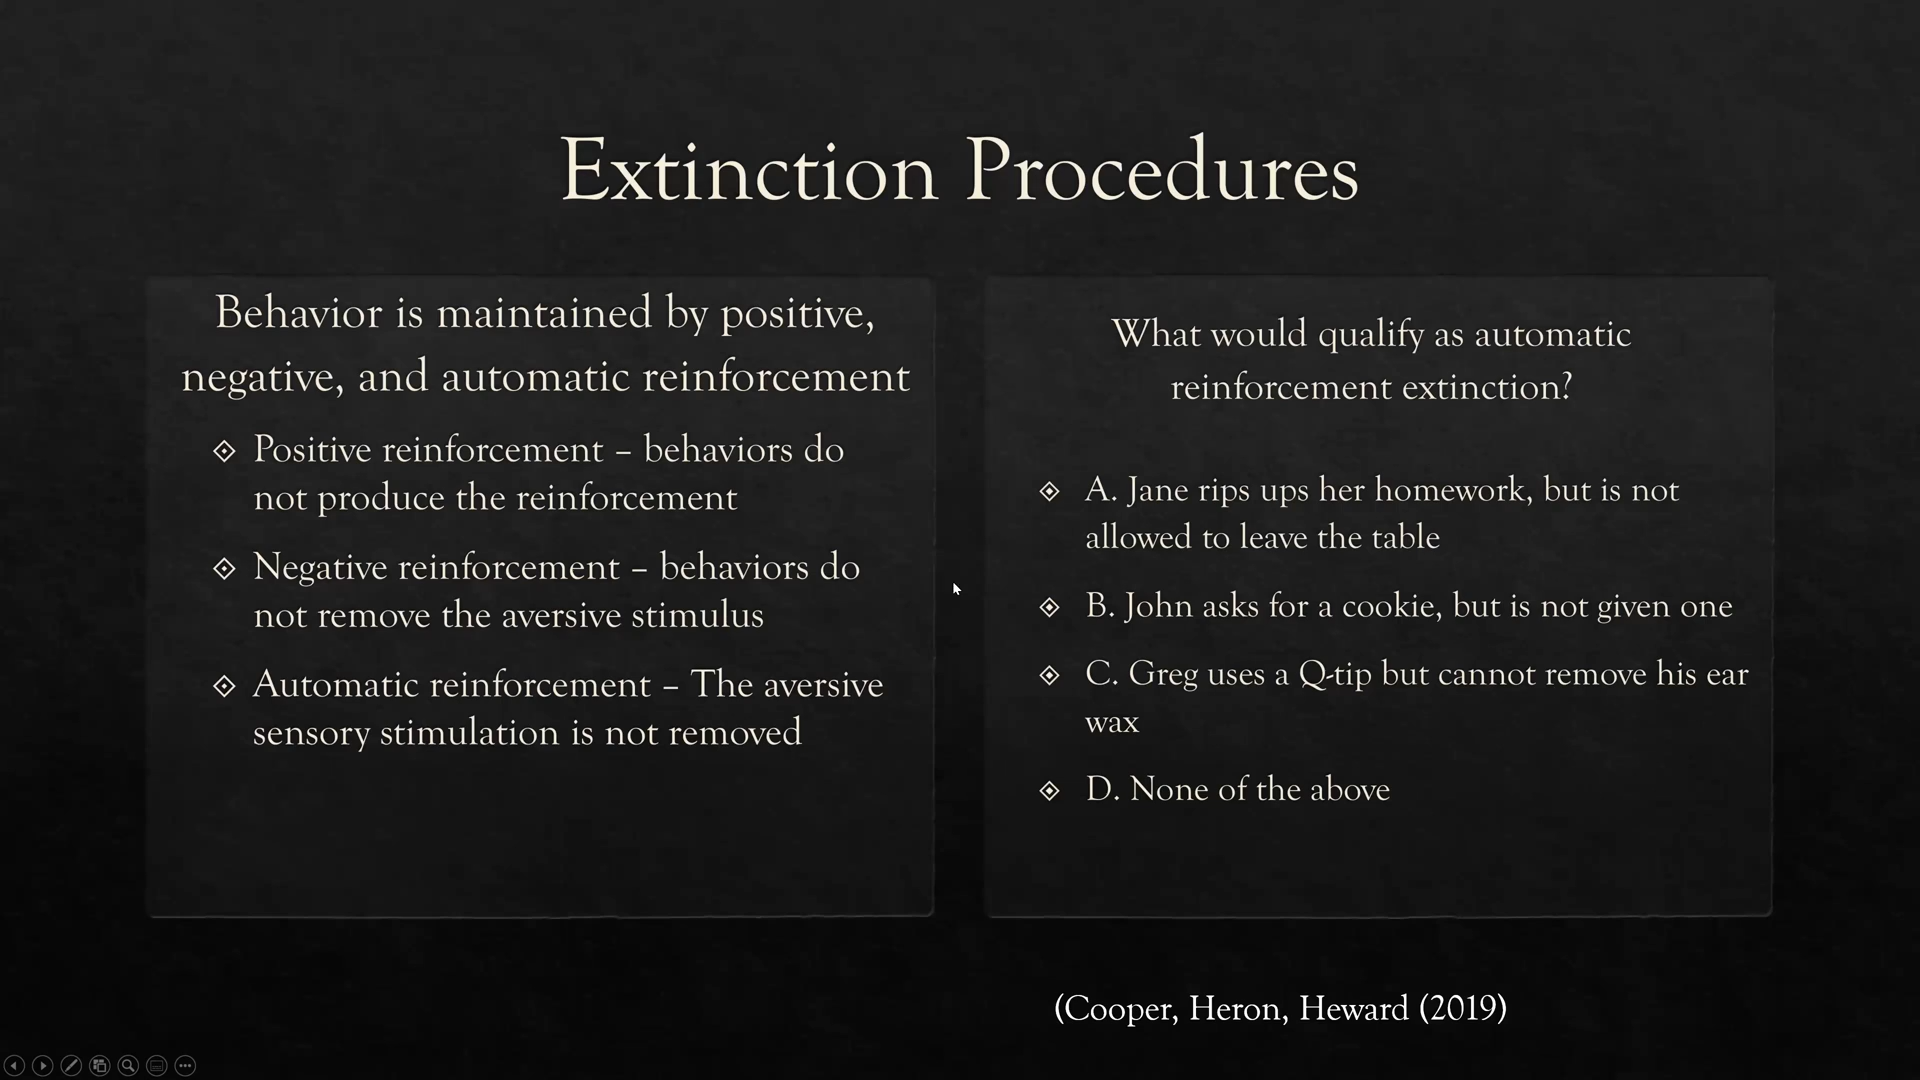 Extinction Procedures
Behavior is maintained by positive,
negative, and automatic reinforcement
Positive reinforcement – behaviors do
not produce the reinforcement
Negative reinforcement – behaviors do
not remove the aversive stimulus
Automatic reinforcement – The aversive
sensory stimulation is not removed
What would qualify as automatic
reinforcement extinction?
A. Jane rips ups her homework, but is not
allowed to leave the table
B. John asks for a cookie, but is not given one
C. Greg uses a Q-tip but cannot remove his ear
wax
D. None of the above
(Cooper, Heron, Heward (2019)